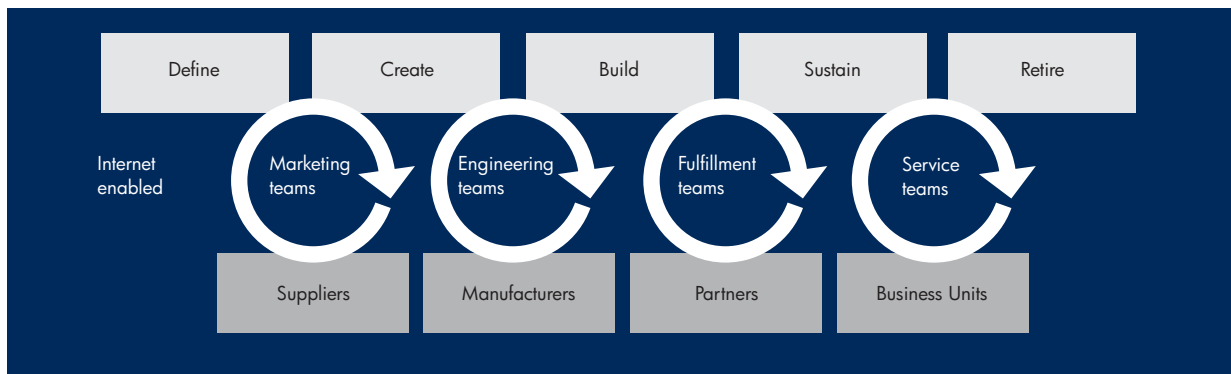 Define
Create
Build
Sustain
Retire
Internet
enabled
Marketing
teams
Engineering
teams
Fulfillment
teams
Service
teams
Suppliers
Manufacturers
Partners
Business Units